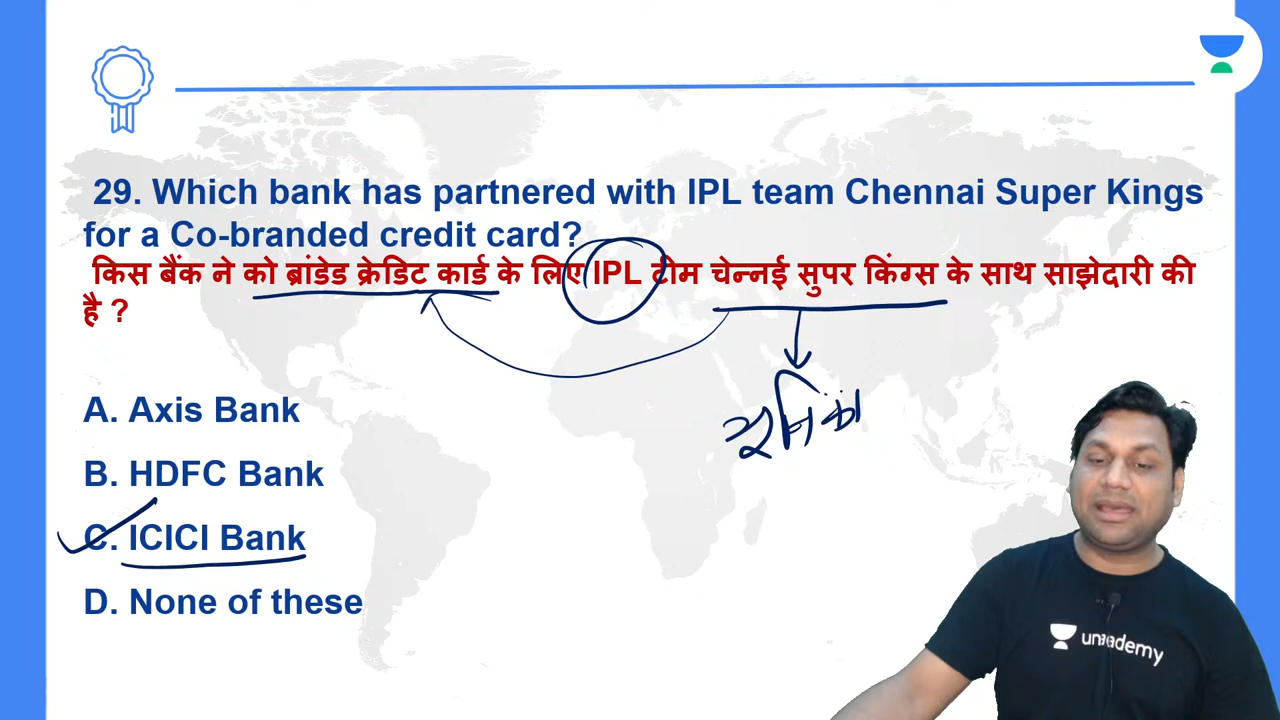 29. Which bank has partnered with IPL team Chennai Super Kings
for a Co-branded credit card?
किस बैंक ने को ब्रांडेड क्रेडिट कार्ड के लिए IPL टीम चेन्नई सुपर किंग्स के साथ साझेदारी की
है ?
A. Axis Bank
B. HDFC Bank
C. ICICI Bank
D. None of these
unacademy